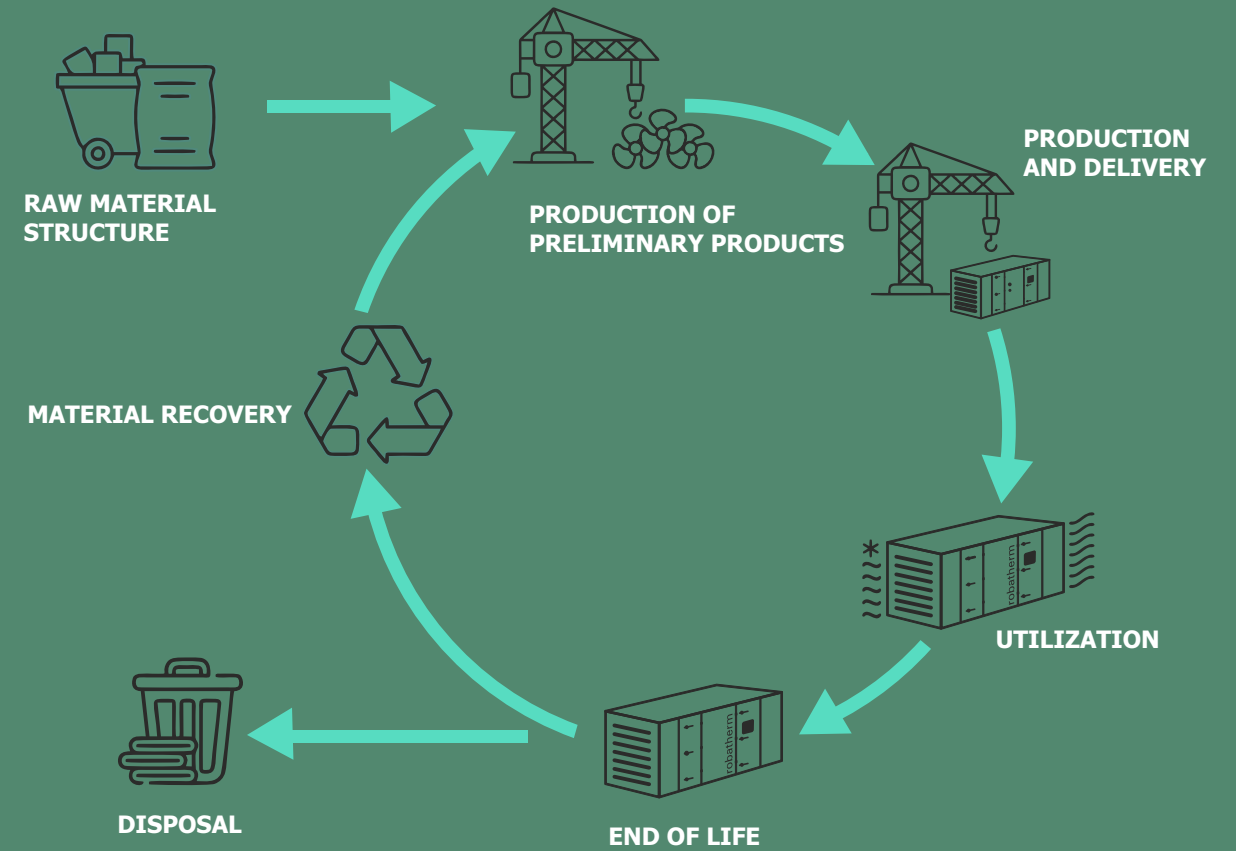 RAW MATERIAL
STRUCTURE
PRODUCTION OF
PRELIMINARY PRODUCTS
PRODUCTION
AND DELIVERY
MATERIAL RECOVERY
robatherm
UTILIZATION
robatherm
DISPOSAL
END OF LIFE